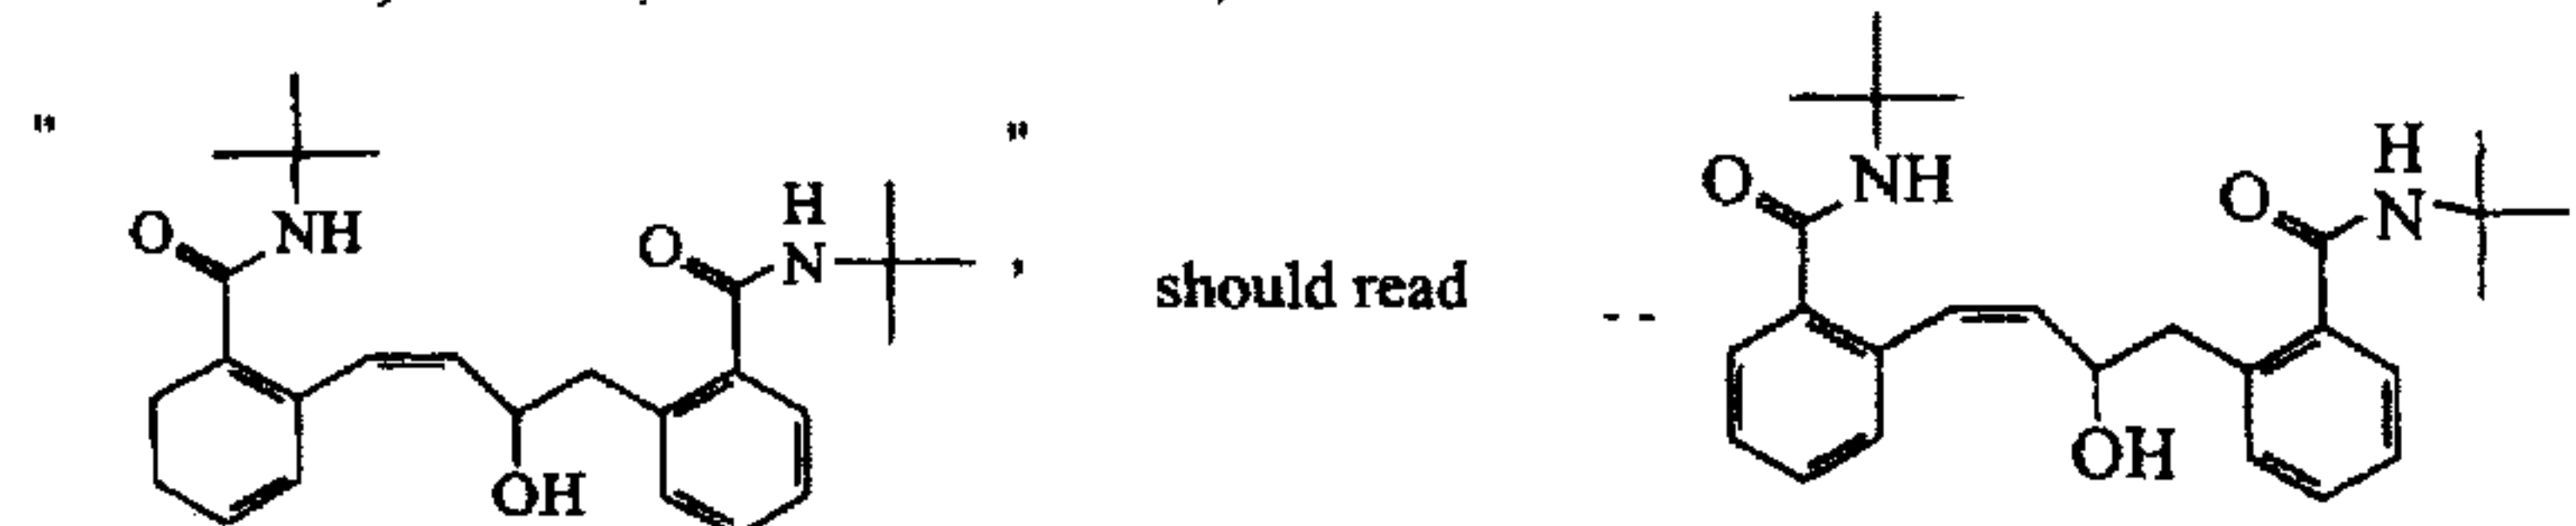 "
O NH O H N , "
OH
should read
- -
O NH O H N
OH